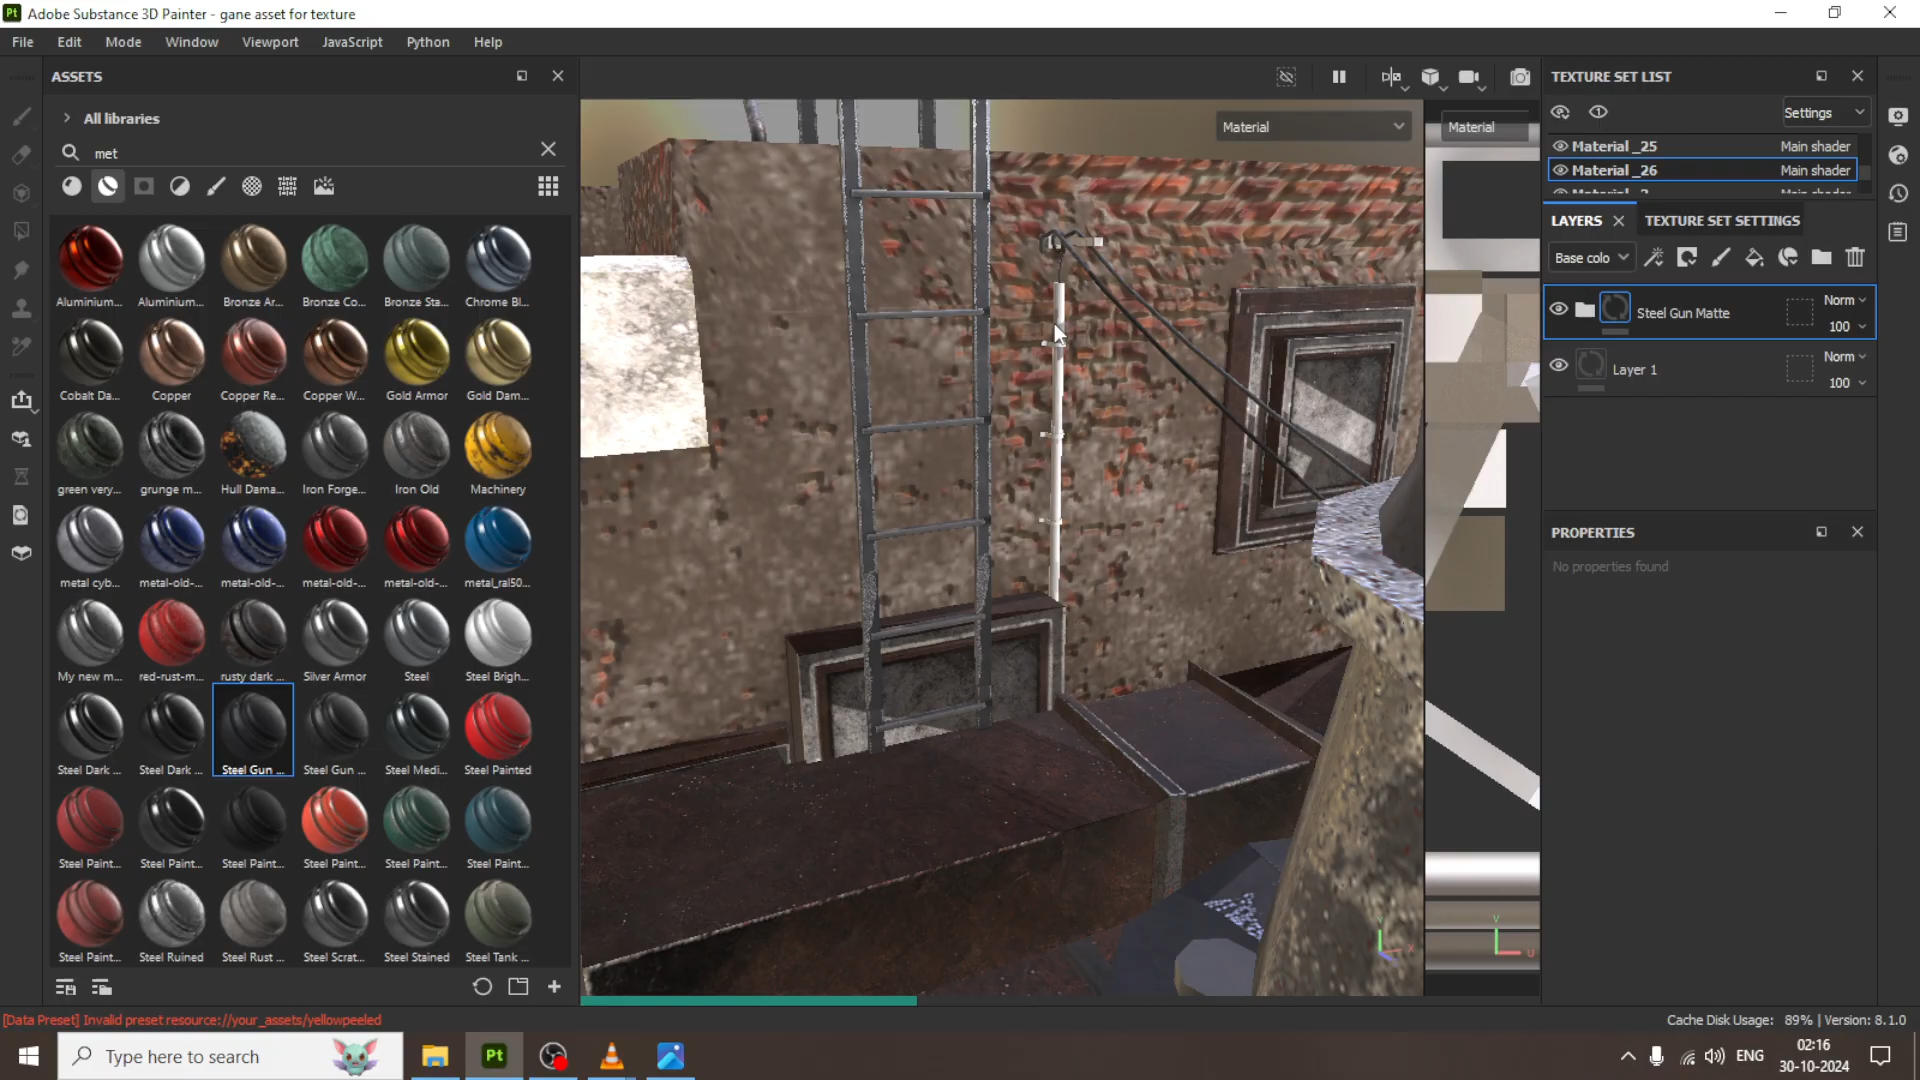 Pt Adobe Substance 3D Painter - gane asset for texture
File Edit Mode Window Viewport JavaScript Python Help
ASSETS
All libraries
met
Aluminium... Aluminium... Bronze Ar... Bronze Co... Bronze Sta... Chrome Bl...
Cobalt Da... Copper Copper Re... Copper W... Gold Armor Gold Dam...
green very... grunge m... Hull Dama... Iron Forge... Iron Old Machinery
metal cyb... metal-old-... metal-old-... metal-old-... metal-old-... metal_ral50...
My new m... red-rust-m... rusty dark ... Silver Armor Steel Steel Brigh...
Steel Dark ... Steel Dark ... Steel Gun ... Steel Gun ... Steel Medi... Steel Painted
Steel Paint... Steel Paint... Steel Paint... Steel Paint... Steel Paint... Steel Paint...
Steel Paint... Steel Ruined Steel Rust ... Steel Scrat... Steel Stained Steel Tank ...
Material
Material
Y
X
V
U
TEXTURE SET LIST
Settings
Material _25 Main shader
Material _26 Main shader
LAYERS TEXTURE SET SETTINGS
Base colo
Steel Gun Matte Norm 100
Layer 1 Norm 100
PROPERTIES
No properties found
[Data Preset] Invalid preset resource://your_assets/yellowpeeled
Cache Disk Usage: 89% | Version: 8.1.0
Type here to search
Pt
ENG
02:16
30-10-2024